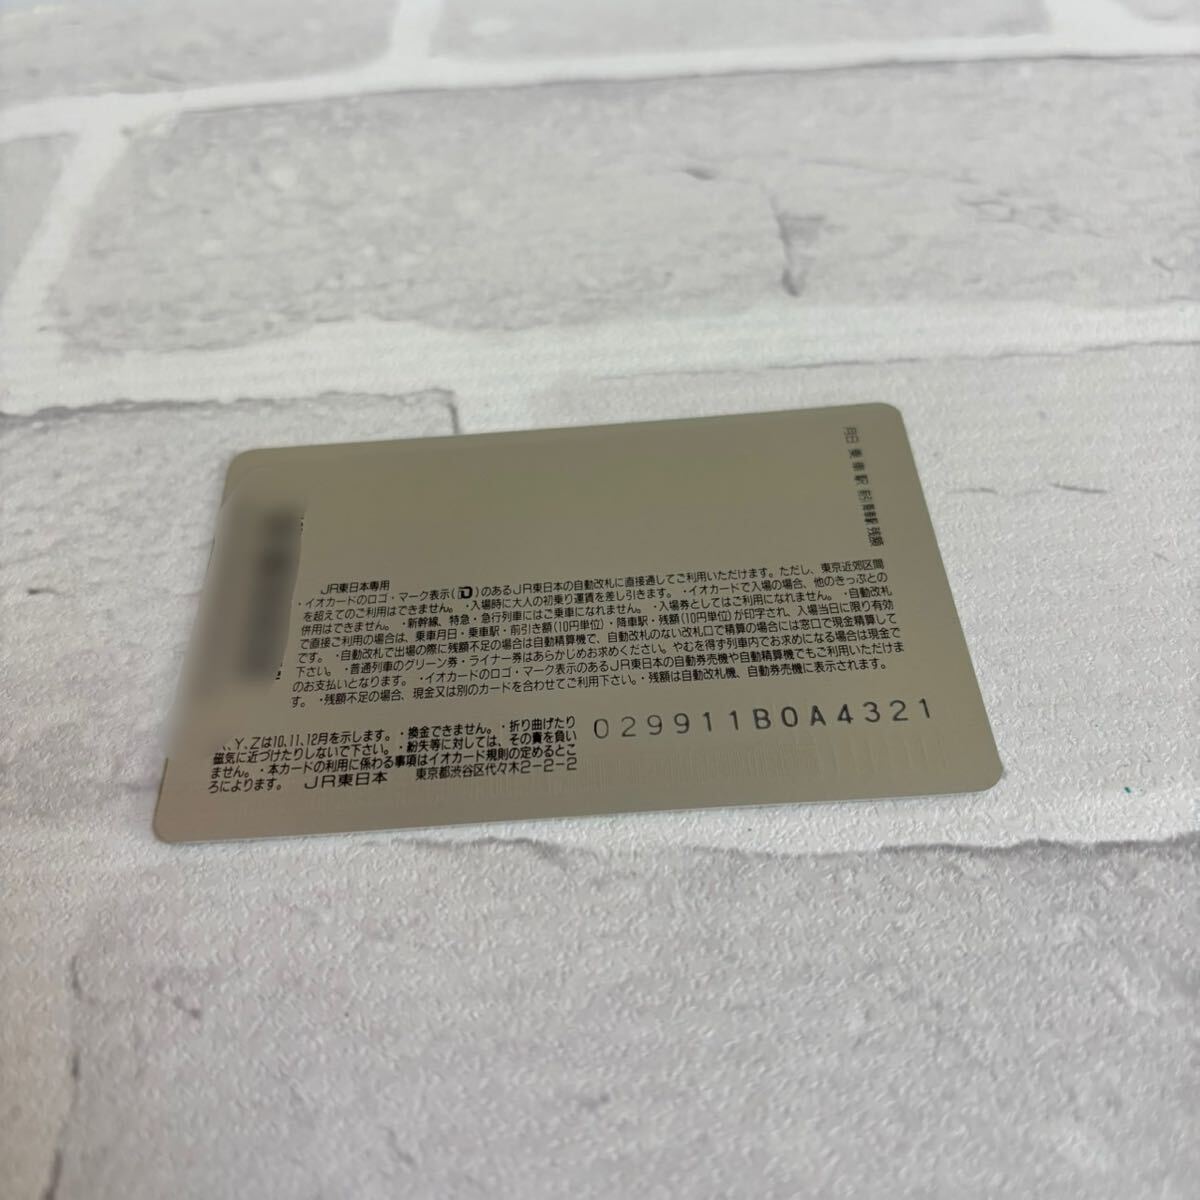 月日 乗車駅 前引 降車駅 残額
JR東日本専用
・イオカードのロゴ・マーク表示( )のあるJR東日本の自動改札に直接通してご利用いただけます。ただし、東京近郊区間
を超えてのご利用はできません。・入場時に大人の初乗り運賃を差し引きます。・イオカードで入場の場合、他のきっぷとの
併用はできません。・新幹線、特急・急行列車にはご乗車になれません。・入場券としてはご利用になれません。・自動改札
で直接ご利用の場合は、乗車月日・乗車駅・前引き額(10円単位)・降車駅・残額(10円単位)が印字され、入場当日に限り有効
です。・自動改札で出場の際に残額不足の場合は自動精算機で、自動改札のない改札口で精算の場合には窓口で現金精算して
下さい。・普通列車のグリーン券・ライナー券はあらかじめお求めください。やむを得ず列車内でお求めになる場合は現金で
のお支払いとなります。・イオカードのロゴ・マーク表示のあるJR東日本の自動券売機や自動精算機でもご利用いただけま
す。・残額不足の場合、現金又は別のカードを合わせてご利用下さい。・残額は自動改札機、自動券売機に表示されます。
029911B0A4321
、Y、Zは10、11、12月を示します。・換金できません。・折り曲げたり
磁気に近づけたりしないで下さい。・紛失等に対しては、その責を負い
ません。・本カードの利用に係わる事項はイオカード規則の定めるとこ
ろによります。 JR東日本 東京都渋谷区代々木2-2-2